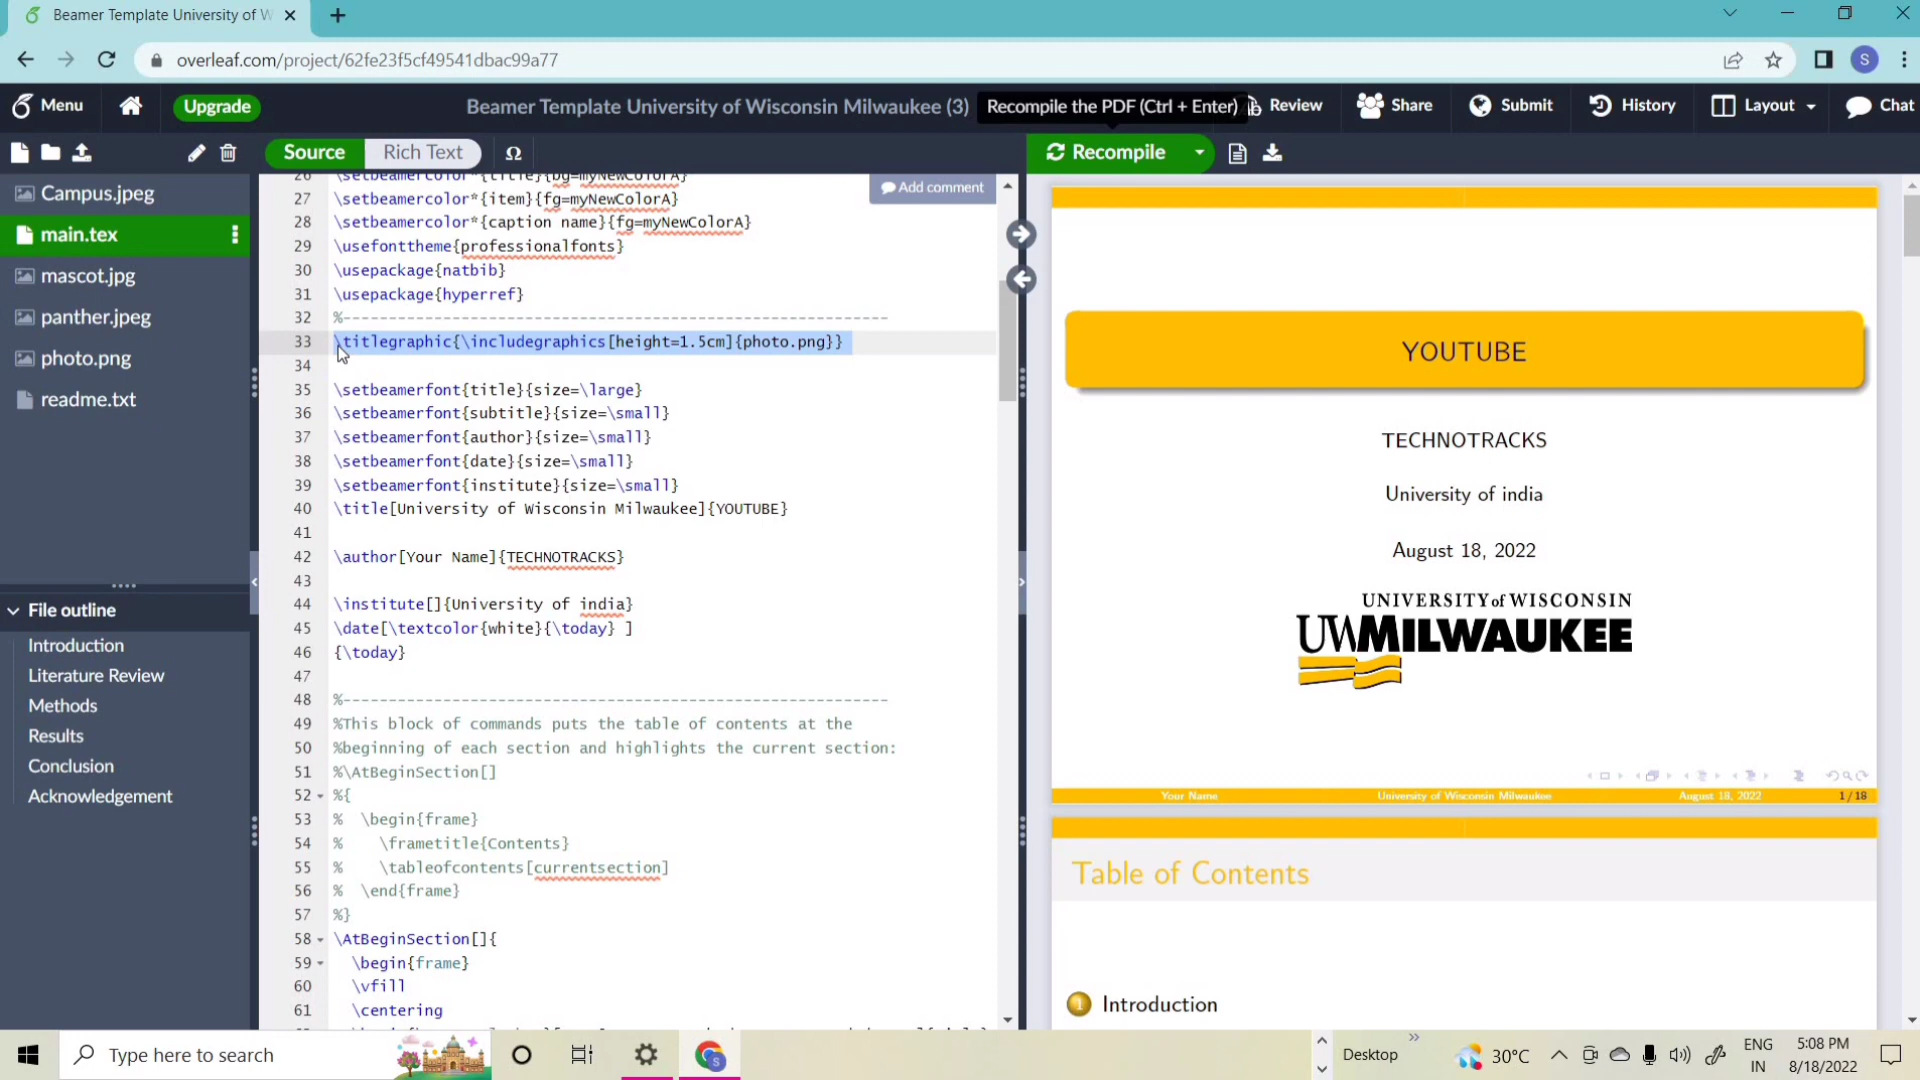 Beamer Template University of W
overleaf.com/project/62fe23f5cf49541dbac99a77
S
Menu
Upgrade
Beamer Template University of Wisconsin Milwaukee (3)
Recompile the PDF (Ctrl + Enter)
Review
Share
Submit
History
Layout
Chat
Source
Rich Text
Ω
Recompile
Campus.jpeg
main.tex
mascot.jpg
panther.jpeg
photo.png
readme.txt
File outline
Introduction
Literature Review
Methods
Results
Conclusion
Acknowledgement
Add comment
26 \setbeamercolor*{title}{bg=myNewColorA}
27 \setbeamercolor*{item}{fg=myNewColorA}
28 \setbeamercolor*{caption name}{fg=myNewColorA}
29 \usefonttheme{professionalfonts}
30 \usepackage{natbib}
31 \usepackage{hyperref}
32 %------------------------------------------------------------
33 \titlegraphic{\includegraphics[height=1.5cm]{photo.png}}
34
35 \setbeamerfont{title}{size=\large}
36 \setbeamerfont{subtitle}{size=\small}
37 \setbeamerfont{author}{size=\small}
38 \setbeamerfont{date}{size=\small}
39 \setbeamerfont{institute}{size=\small}
40 \title[University of Wisconsin Milwaukee]{YOUTUBE}
41
42 \author[Your Name]{TECHNOTRACKS}
43
44 \institute[]{University of india}
45 \date[\textcolor{white}{\today} ]
46 {\today}
47
48 %------------------------------------------------------------
49 %This block of commands puts the table of contents at the
50 %beginning of each section and highlights the current section:
51 %\AtBeginSection[]
52 %{
53 %  \begin{frame}
54 %    \frametitle{Contents}
55 %    \tableofcontents[currentsection]
56 %  \end{frame}
57 %}
58 \AtBeginSection[]{
59   \begin{frame}
60   \vfill
61   \centering
YOUTUBE
TECHNOTRACKS
University of india
August 18, 2022
UNIVERSITY of WISCONSIN
UWMILWAUKEE
Your Name
University of Wisconsin Milwaukee
August 18, 2022
1 / 18
Table of Contents
1 Introduction
Type here to search
S
Desktop
30°C
ENG
IN
5:08 PM
8/18/2022